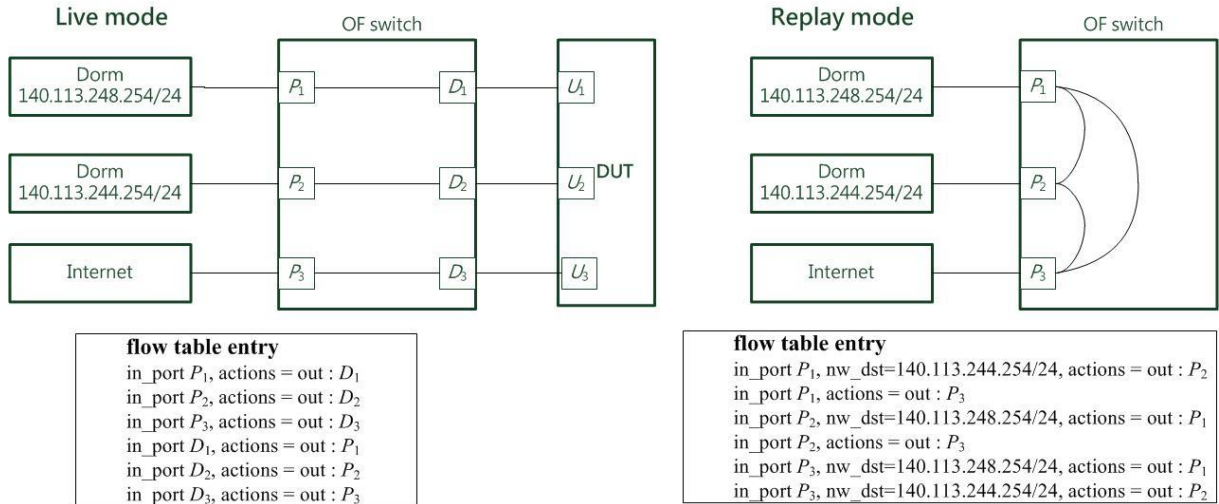 Live mode
OF switch
Dorm
140.113.248.254/24
P1
D1
U1
Dorm
140.113.244.254/24
P2
D2
U2
DUT
Internet
P3
D3
U3
flow table entry
in_port P1, actions = out : D1
in_port P2, actions = out : D2
in_port P3, actions = out : D3
in_port D1, actions = out : P1
in_port D2, actions = out : P2
in_port D3, actions = out : P3
Replay mode
OF switch
Dorm
140.113.248.254/24
P1
Dorm
140.113.244.254/24
P2
Internet
P3
flow table entry
in_port P1, nw_dst=140.113.244.254/24, actions = out : P2
in_port P1, actions = out : P3
in_port P2, nw_dst=140.113.248.254/24, actions = out : P1
in_port P2, actions = out : P3
in_port P3, nw_dst=140.113.248.254/24, actions = out : P1
in_port P3, nw_dst=140.113.244.254/24, actions = out : P2